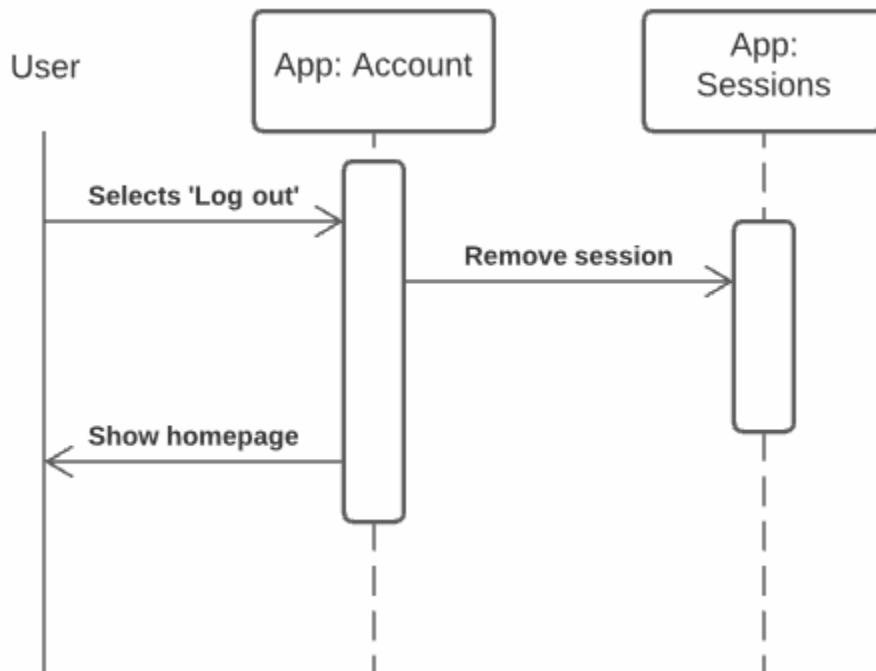 User
App: Account
App:
Sessions
Selects 'Log out'
Remove session
Show homepage